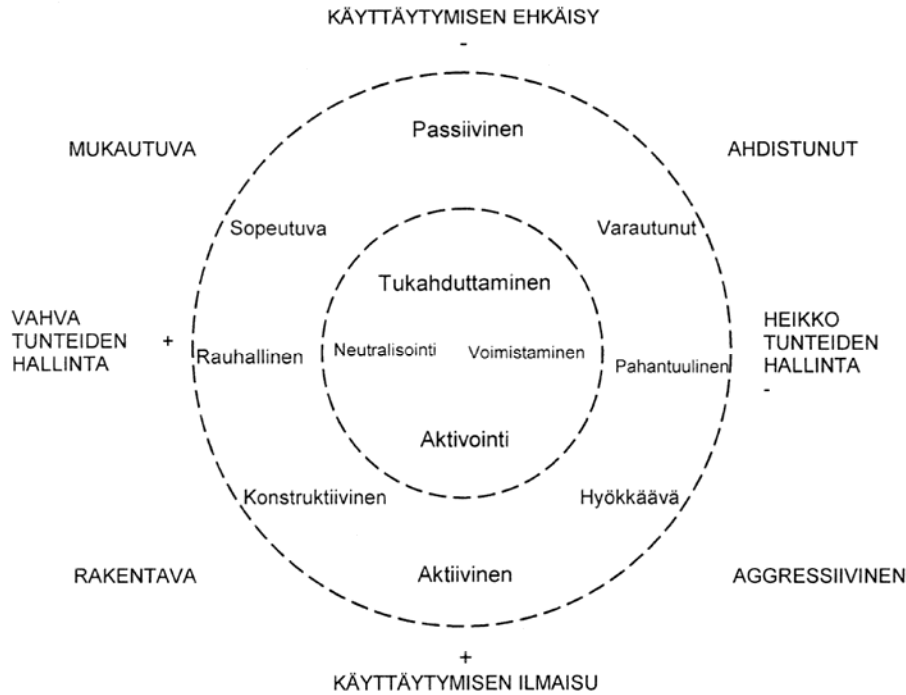 KÄYTTÄYTYMISEN EHKÄISY
-
Passiivinen
MUKAUTUVA
AHDISTUNUT
Sopeutuva
Varautunut
Tukahduttaminen
VAHVA
TUNTEIDEN +
HALLINTA
Rauhallinen
Neutralisointi
Voimistaminen
Pahantuulinen
HEIKKO
TUNTEIDEN
HALLINTA
-
Aktivointi
Konstruktiivinen
Hyökkäävä
RAKENTAVA
Aktiivinen
AGGRESSIIVINEN
+
KÄYTTÄYTYMISEN ILMAISU